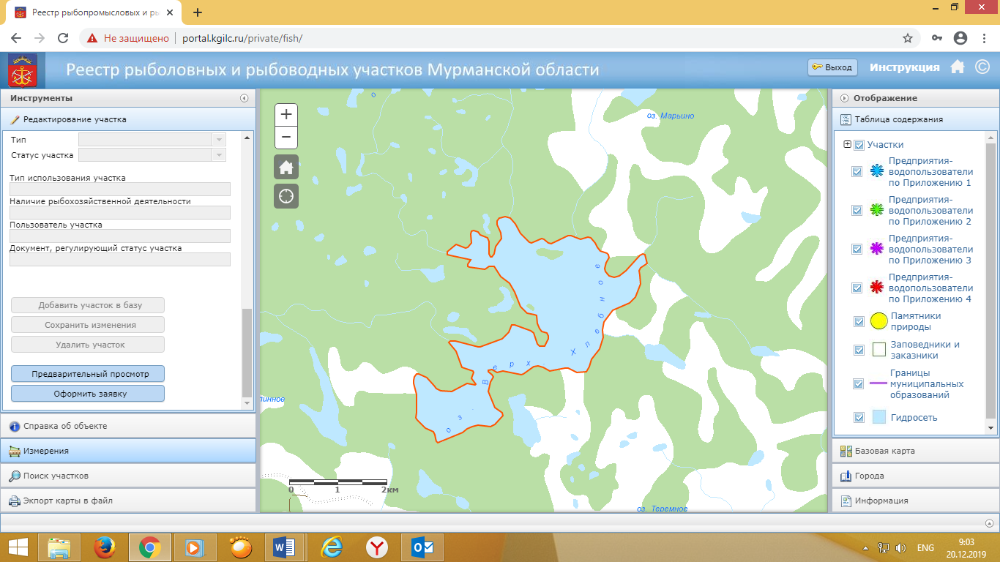 Реестр рыбопромысловых и ры
Не защищено
portal.kgilc.ru/private/fish/
Реестр рыболовных и рыбоводных участков Мурманской области
Выход
Инструкция
Инструменты
Редактирование участка
Тип
Статус участка
Тип использования участка
Наличие рыбохозяйственной деятельности
Пользователь участка
Документ, регулирующий статус участка
Добавить участок в базу
Сохранить изменения
Удалить участок
Предварительный просмотр
Оформить заявку
Справка об объекте
Измерения
Поиск участков
Экспорт карты в файл
+
−
о
оз. Марьино
оз. Верх. Хлебное
линное
оз. Теремное
0 1 2км
Отображение
Таблица содержания
Участки
Предприятия-
водопользователи
по Приложению 1
Предприятия-
водопользователи
по Приложению 2
Предприятия-
водопользователи
по Приложению 3
Предприятия-
водопользователи
по Приложению 4
Памятники
природы
Заповедники и
заказники
Границы
муниципальных
образований
Гидросеть
Базовая карта
Города
Информация
ENG
9:03
20.12.2019